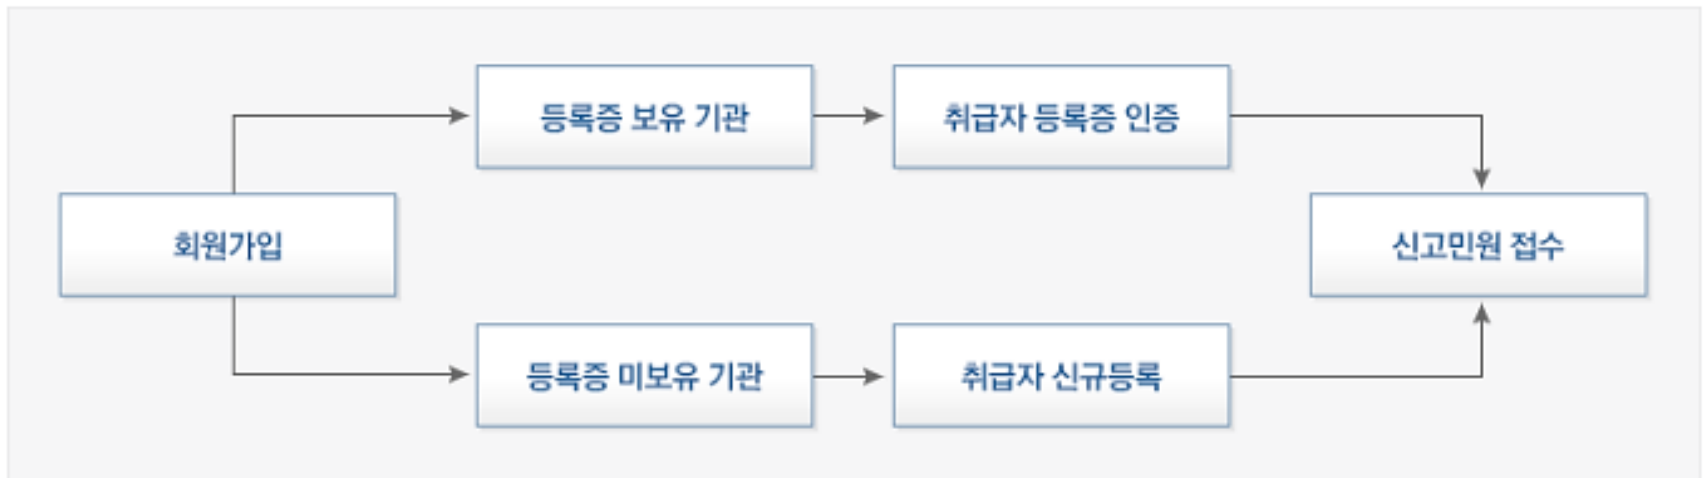 회원가입
등록증 보유 기관
취급자 등록증 인증
등록증 미보유 기관
취급자 신규등록
신고민원 접수